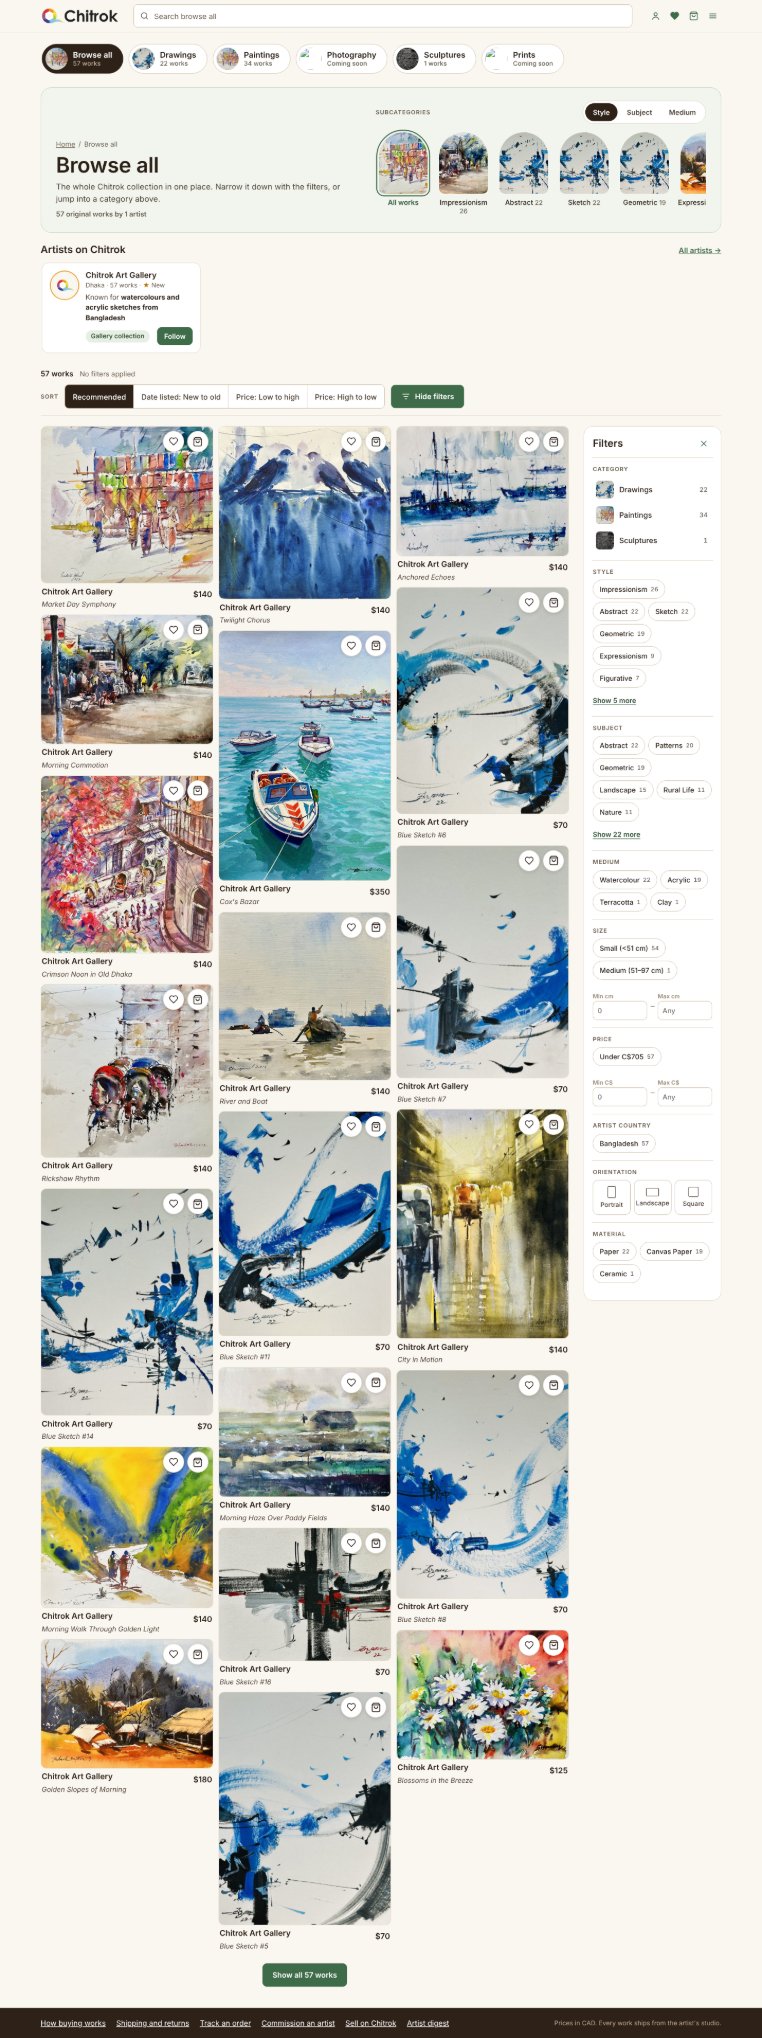 Chitrok
Search browse all
Browse all
57 works
Drawings
22 works
Paintings
34 works
Photography
Coming soon
Sculptures
1 works
Prints
Coming soon
Home / Browse all
Browse all
The whole Chitrok collection in one place. Narrow it down with the filters, or
jump into a category above.
57 original works by 1 artist
SUBCATEGORIES
Style
Subject
Medium
All works
Impressionism
26
Abstract 22
Sketch 22
Geometric 19
Expressi
Artists on Chitrok
All artists →
Chitrok Art Gallery
Dhaka · 57 works · ★ New
Known for watercolours and
acrylic sketches from
Bangladesh
Gallery collection
Follow
57 works No filters applied
SORT
Recommended
Date listed: New to old
Price: Low to high
Price: High to low
Hide filters
Chitrok Art Gallery
$140
Market Day Symphony
Chitrok Art Gallery
$140
Morning Commotion
Chitrok Art Gallery
$140
Crimson Noon in Old Dhaka
Chitrok Art Gallery
$140
Rickshaw Rhythm
Chitrok Art Gallery
$70
Blue Sketch #14
Chitrok Art Gallery
$140
Morning Walk Through Golden Light
Chitrok Art Gallery
$180
Golden Slopes of Morning
Chitrok Art Gallery
$140
Twilight Chorus
Chitrok Art Gallery
$350
Cox's Bazar
Chitrok Art Gallery
$140
River and Boat
Chitrok Art Gallery
$70
Blue Sketch #11
Chitrok Art Gallery
$140
Morning Haze Over Paddy Fields
Chitrok Art Gallery
$70
Blue Sketch #16
Chitrok Art Gallery
$70
Blue Sketch #5
Chitrok Art Gallery
$140
Anchored Echoes
Chitrok Art Gallery
$70
Blue Sketch #6
Chitrok Art Gallery
$70
Blue Sketch #7
Chitrok Art Gallery
$140
City in Motion
Chitrok Art Gallery
$70
Blue Sketch #8
Chitrok Art Gallery
$125
Blossoms in the Breeze
Filters
CATEGORY
Drawings 22
Paintings 34
Sculptures 1
STYLE
Impressionism 26
Abstract 22
Sketch 22
Geometric 19
Expressionism 9
Figurative 7
Show 5 more
SUBJECT
Abstract 22
Patterns 20
Geometric 19
Landscape 15
Rural Life 11
Nature 11
Show 22 more
MEDIUM
Watercolour 22
Acrylic 19
Terracotta 1
Clay 1
SIZE
Small (<51 cm) 54
Medium (51–97 cm) 1
Min cm
Max cm
0
–
Any
PRICE
Under C$705 57
Min C$
Max C$
0
–
Any
ARTIST COUNTRY
Bangladesh 57
ORIENTATION
Portrait
Landscape
Square
MATERIAL
Paper 22
Canvas Paper 19
Ceramic 1
Show all 57 works
How buying works
Shipping and returns
Track an order
Commission an artist
Sell on Chitrok
Artist digest
Prices in CAD. Every work ships from the artist's studio.